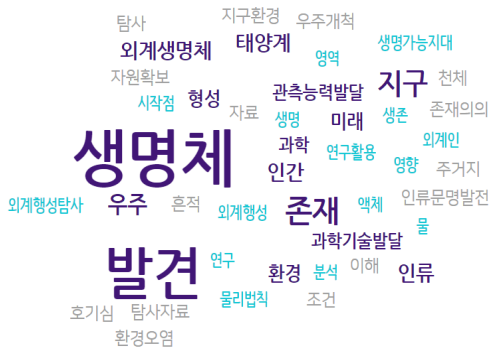 탐사 지구환경 우주개척
외계생명체 태양계 생명가능지대
영역
자원확보 지구 천체
시작점 형성 관측능력발달
자료 생명 미래 생존 존재의의
생명체 과학 연구활용 외계인
인간 영향 주거지
외계행성탐사 우주 흔적 외계행성 존재 액체 인류문명발전
물
발견 연구 과학기술발달
환경 분석 이해 인류
물리법칙 조건
호기심 탐사자료
환경오염